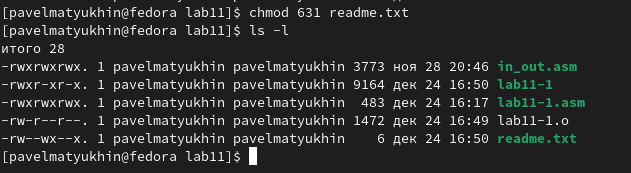 [pavelmatyukhin@fedora lab11]$ chmod 631 readme.txt
[pavelmatyukhin@fedora lab11]$ ls -l
итого 28
-rwxrwxrwx. 1 pavelmatyukhin pavelmatyukhin 3773 ноя 28 20:46 in_out.asm
-rwxr-xr-x. 1 pavelmatyukhin pavelmatyukhin 9164 дек 24 16:50 lab11-1
-rwxrwxrwx. 1 pavelmatyukhin pavelmatyukhin  483 дек 24 16:17 lab11-1.asm
-rw-r--r--. 1 pavelmatyukhin pavelmatyukhin 1472 дек 24 16:49 lab11-1.o
-rw--wx--x. 1 pavelmatyukhin pavelmatyukhin    6 дек 24 16:50 readme.txt
[pavelmatyukhin@fedora lab11]$